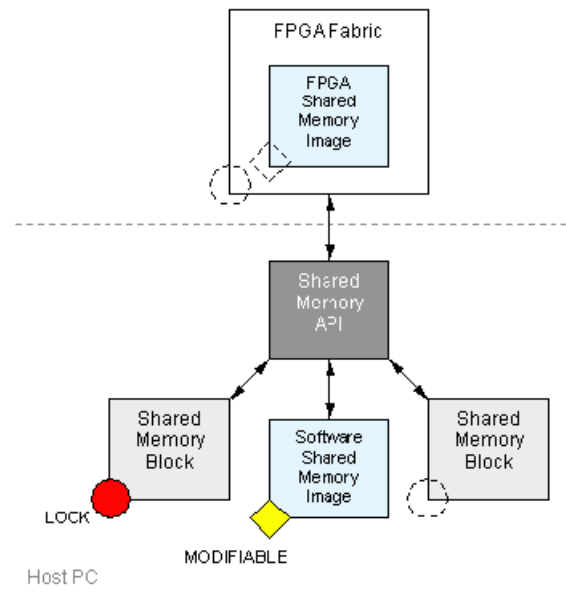 FPGA Fabric
FPGA
Shared
Memory
Image
Shared
Memory
API
Shared
Memory
Block
Software
Shared
Memory
Image
Shared
Memory
Block
LOCK
MODIFIABLE
Host PC